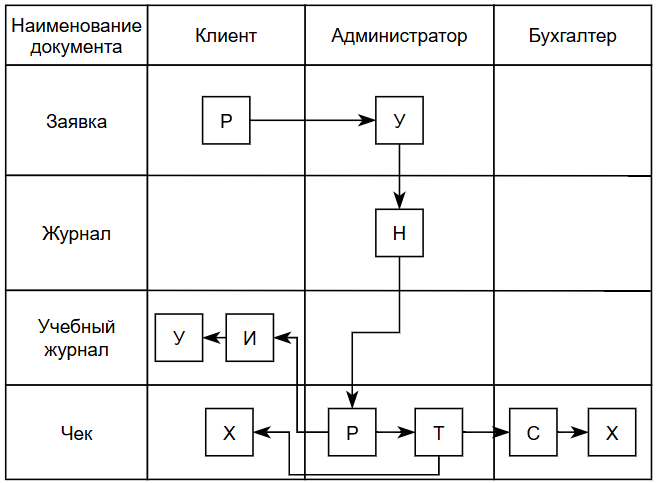 Наименование
документа
Клиент
Администратор
Бухгалтер
Заявка
Р
У
Журнал
Н
Учебный
журнал
У
И
Чек
Х
Р
Т
С
Х